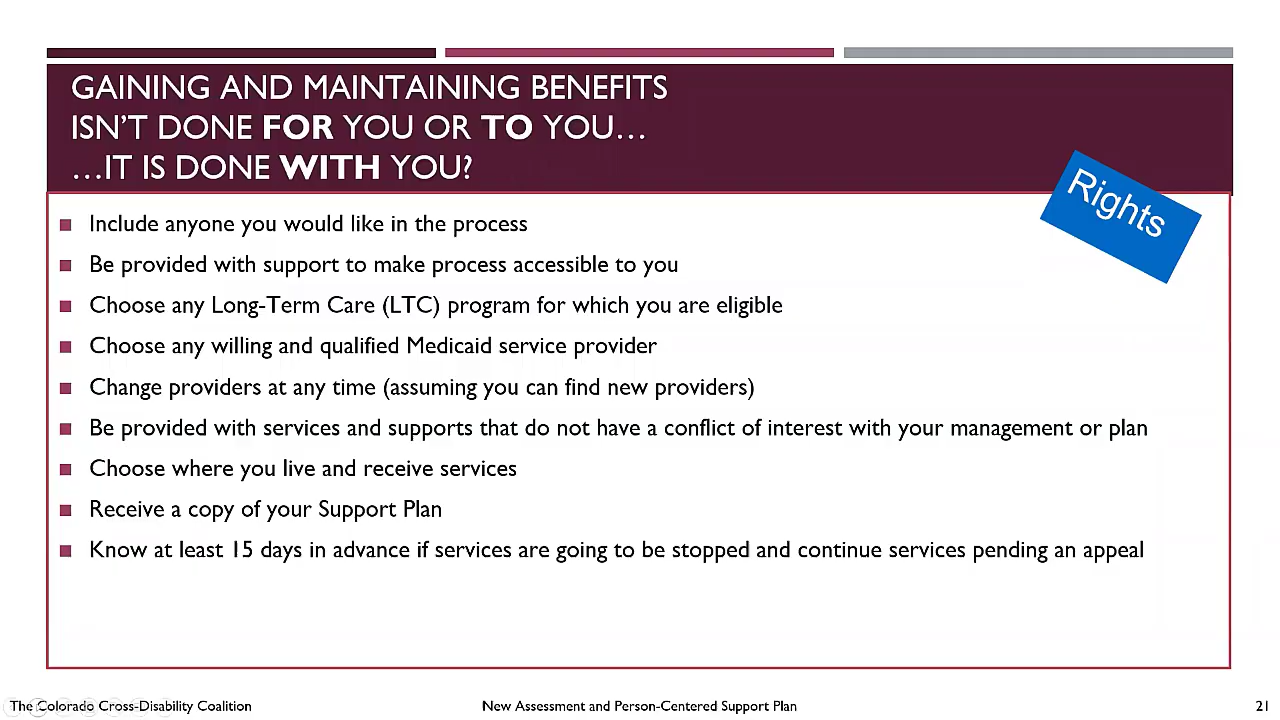 GAINING AND MAINTAINING BENEFITS
ISN'T DONE FOR YOU OR TO YOU…
…IT IS DONE WITH YOU?
Rights
Include anyone you would like in the process
Be provided with support to make process accessible to you
Choose any Long-Term Care (LTC) program for which you are eligible
Choose any willing and qualified Medicaid service provider
Change providers at any time (assuming you can find new providers)
Be provided with services and supports that do not have a conflict of interest with your management or plan
Choose where you live and receive services
Receive a copy of your Support Plan
Know at least 15 days in advance if services are going to be stopped and continue services pending an appeal
The Colorado Cross-Disability Coalition
New Assessment and Person-Centered Support Plan
21